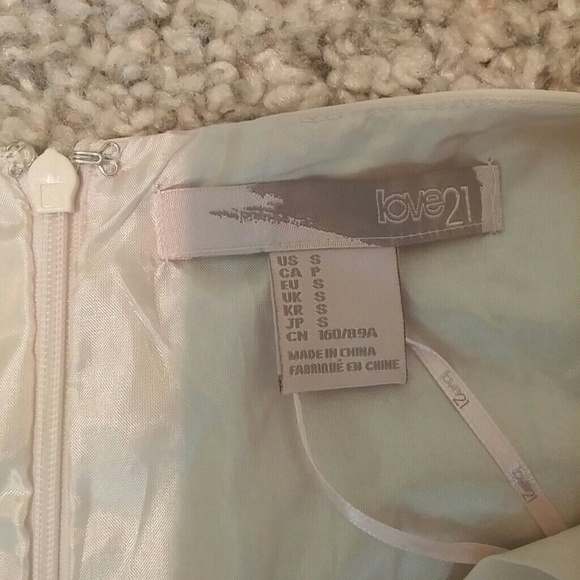 love21
US S
CA P
EU S
UK S
KR S
JP S
CN 160/89A
MADE IN CHINA
FABRIQUÉ EN CHINE
love21
love21